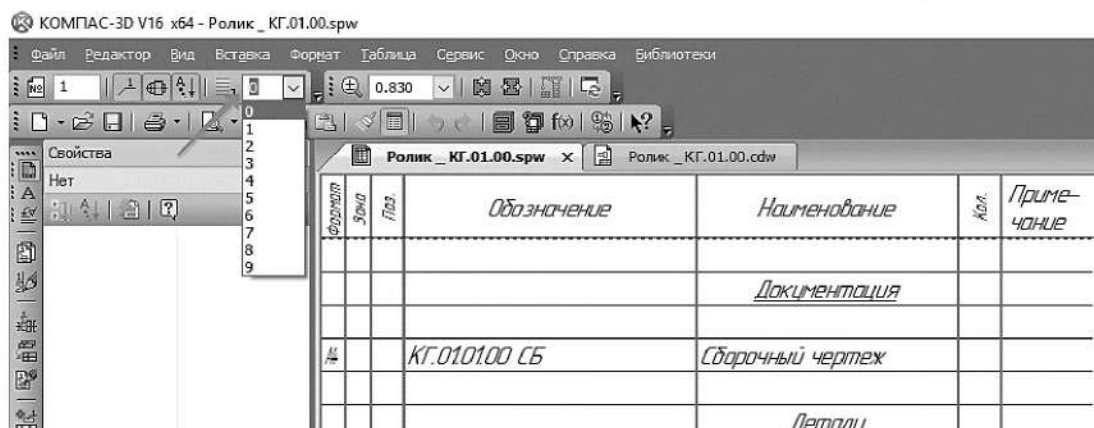 КОМПАС-3D V16 x64 - Ролик _ КГ.01.00.spw
Файл Редактор Вид Вставка Формат Таблица Сервис Окно Справка Библиотеки
1 0 0.830
0
1
2
3
4
5
6
7
8
9
Свойства
Нет
Ролик _ КГ.01.00.spw × Ролик _ КГ.01.00.cdw
Формат Зона Поз. Обозначение Наименование Кол. Приме-
чание
Документация
КГ.01.01.00 СБ Сборочный чертеж
Детали